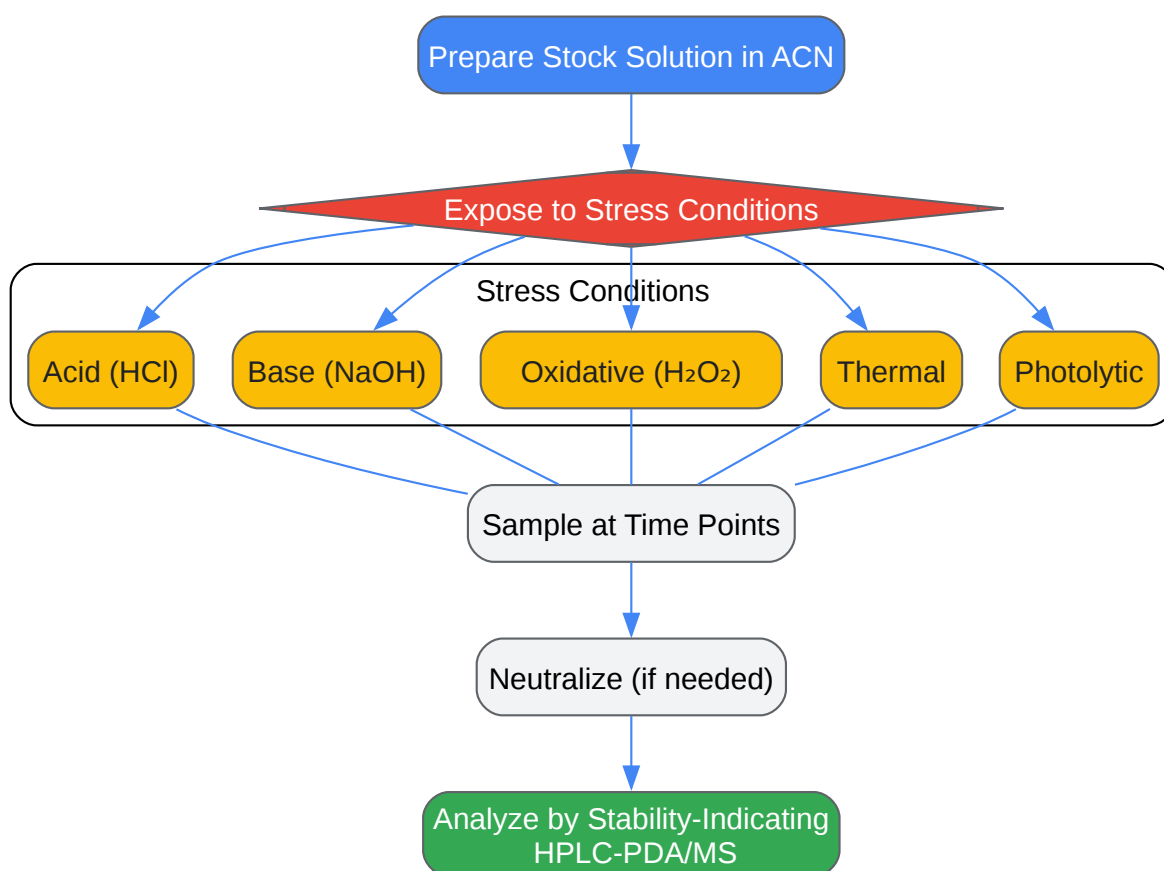 Prepare Stock Solution in ACN
Expose to Stress Conditions
Stress Conditions
Acid (HCl)
Base (NaOH)
Oxidative (H₂O₂)
Thermal
Photolytic
Sample at Time Points
Neutralize (if needed)
Analyze by Stability-Indicating
HPLC-PDA/MS